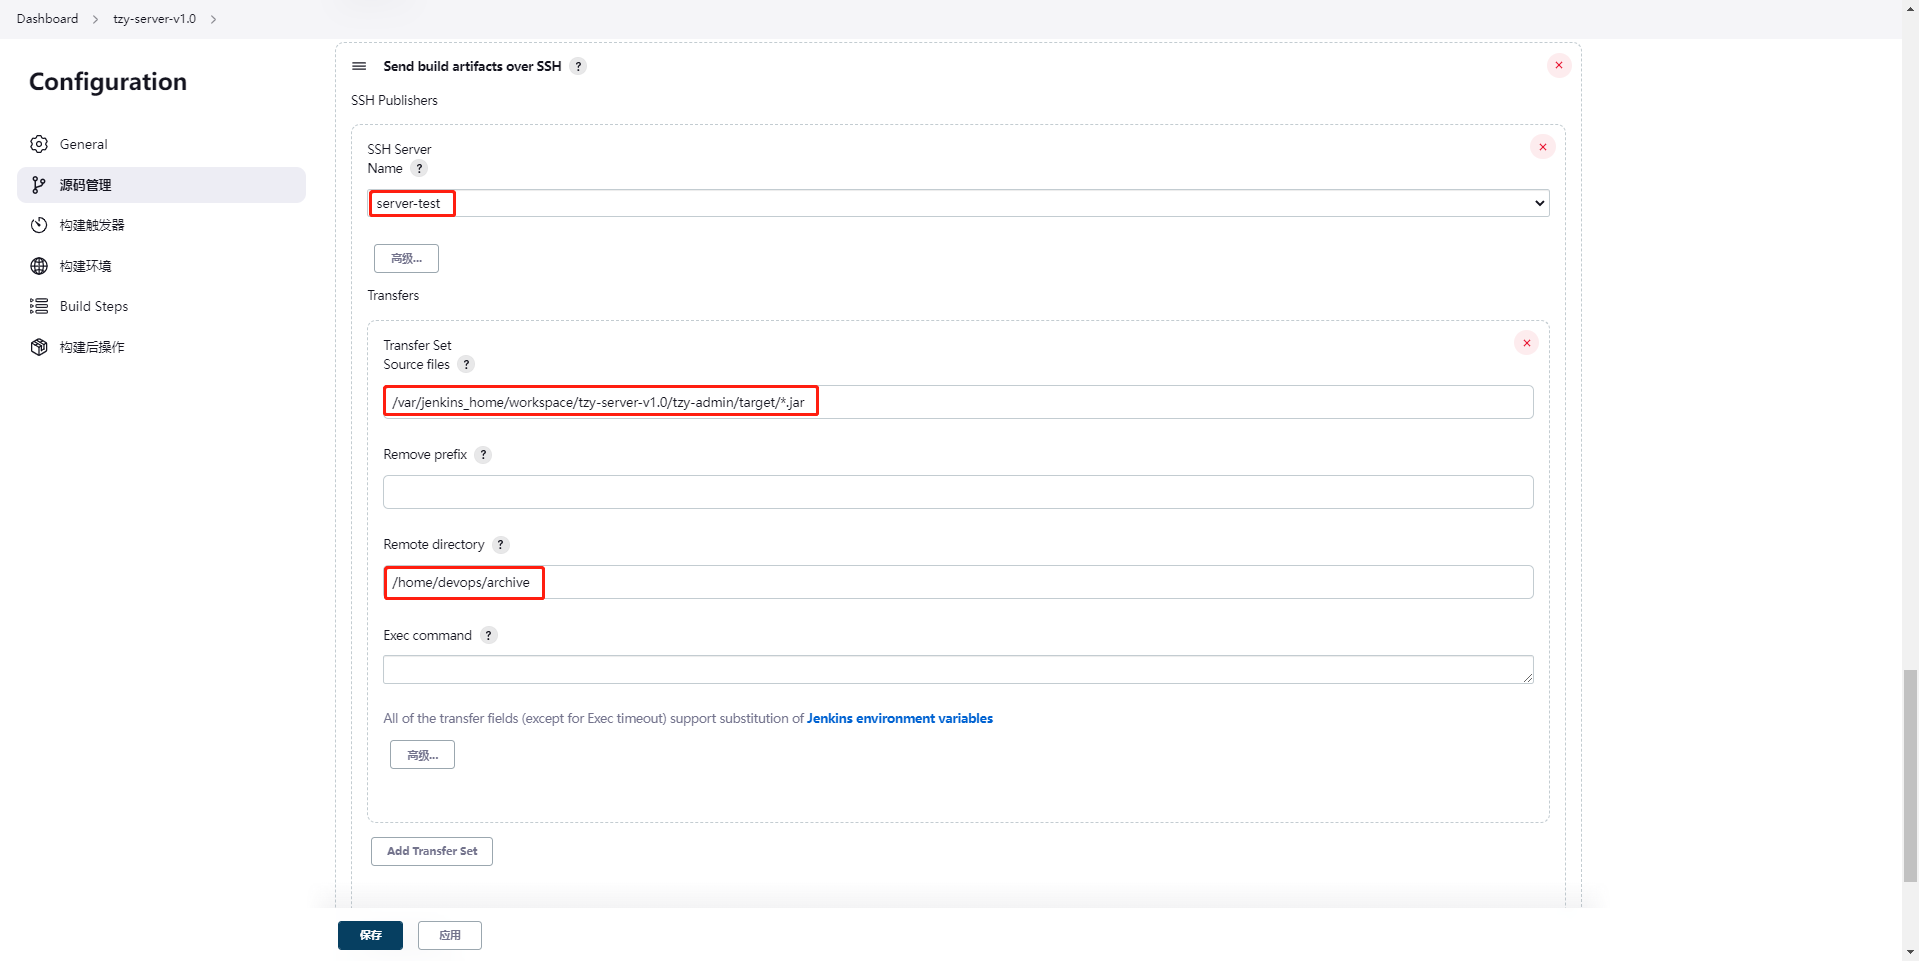 Dashboard > tzy-server-v1.0 >
Configuration
General
源码管理
构建触发器
构建环境
Build Steps
构建后操作
Send build artifacts over SSH ?
SSH Publishers
SSH Server
Name ?
server-test
高级...
Transfers
Transfer Set
Source files ?
/var/jenkins_home/workspace/tzy-server-v1.0/tzy-admin/target/*.jar
Remove prefix ?
Remote directory ?
/home/devops/archive
Exec command ?
All of the transfer fields (except for Exec timeout) support substitution of Jenkins environment variables
高级...
Add Transfer Set
保存
应用